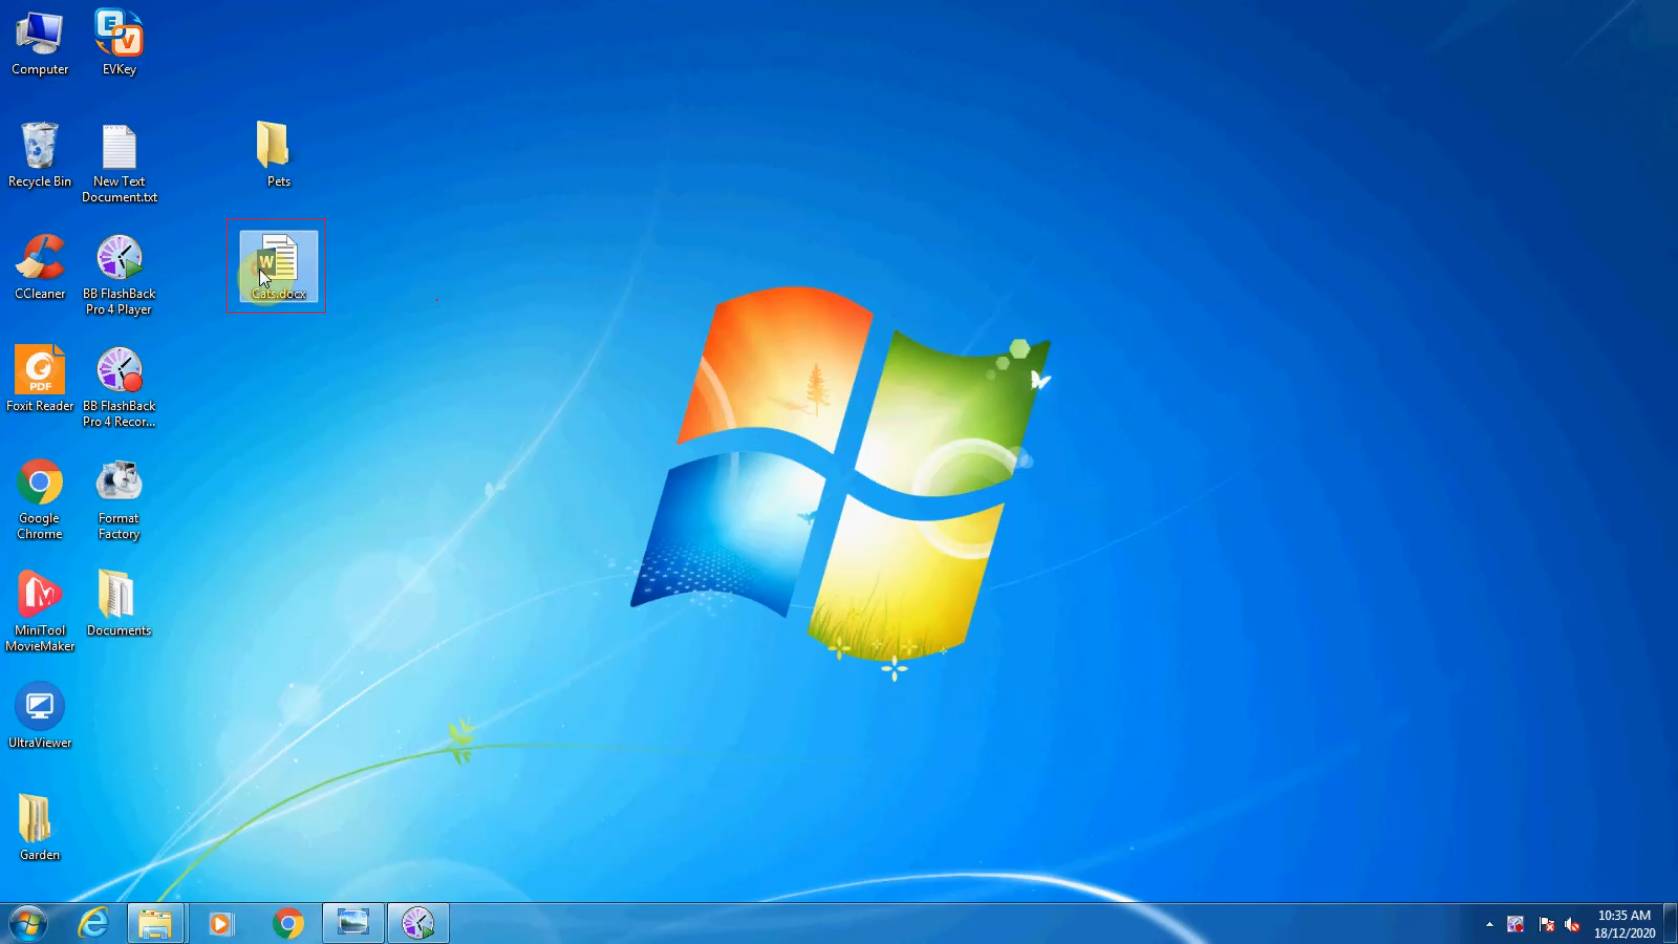 Computer
EVKey
Recycle Bin
New Text
Document.txt
Pets
CCleaner
BB FlashBack
Pro 4 Player
W
Cats.docx
PDF
Foxit Reader
BB FlashBack
Pro 4 Recor...
Google
Chrome
Format
Factory
MiniTool
MovieMaker
Documents
UltraViewer
Garden
10:35 AM
18/12/2020